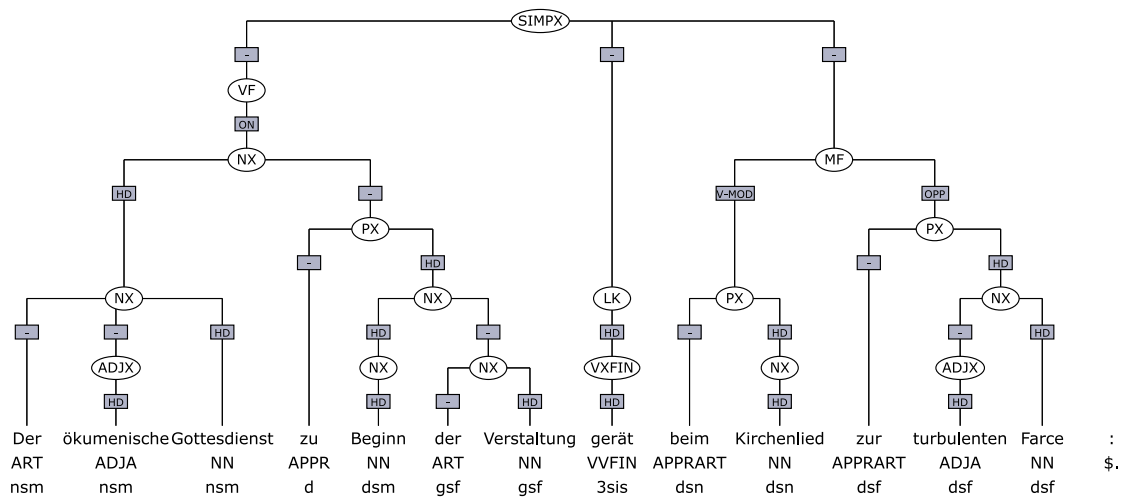 SIMPX
- - -
VF
ON
NX MF
HD - V-MOD OPP
PX PX
- HD - HD
NX NX LK PX NX
- - HD HD - HD - HD - HD
ADJX NX NX VXFIN NX ADJX
HD HD - HD HD HD HD
Der ökumenische Gottesdienst zu Beginn der Verstaltung gerät beim Kirchenlied zur turbulenten Farce :
ART ADJA NN APPR NN ART NN VVFIN APPRART NN APPRART ADJA NN $.
nsm nsm nsm d dsm gsf gsf 3sis dsn dsn dsf dsf dsf